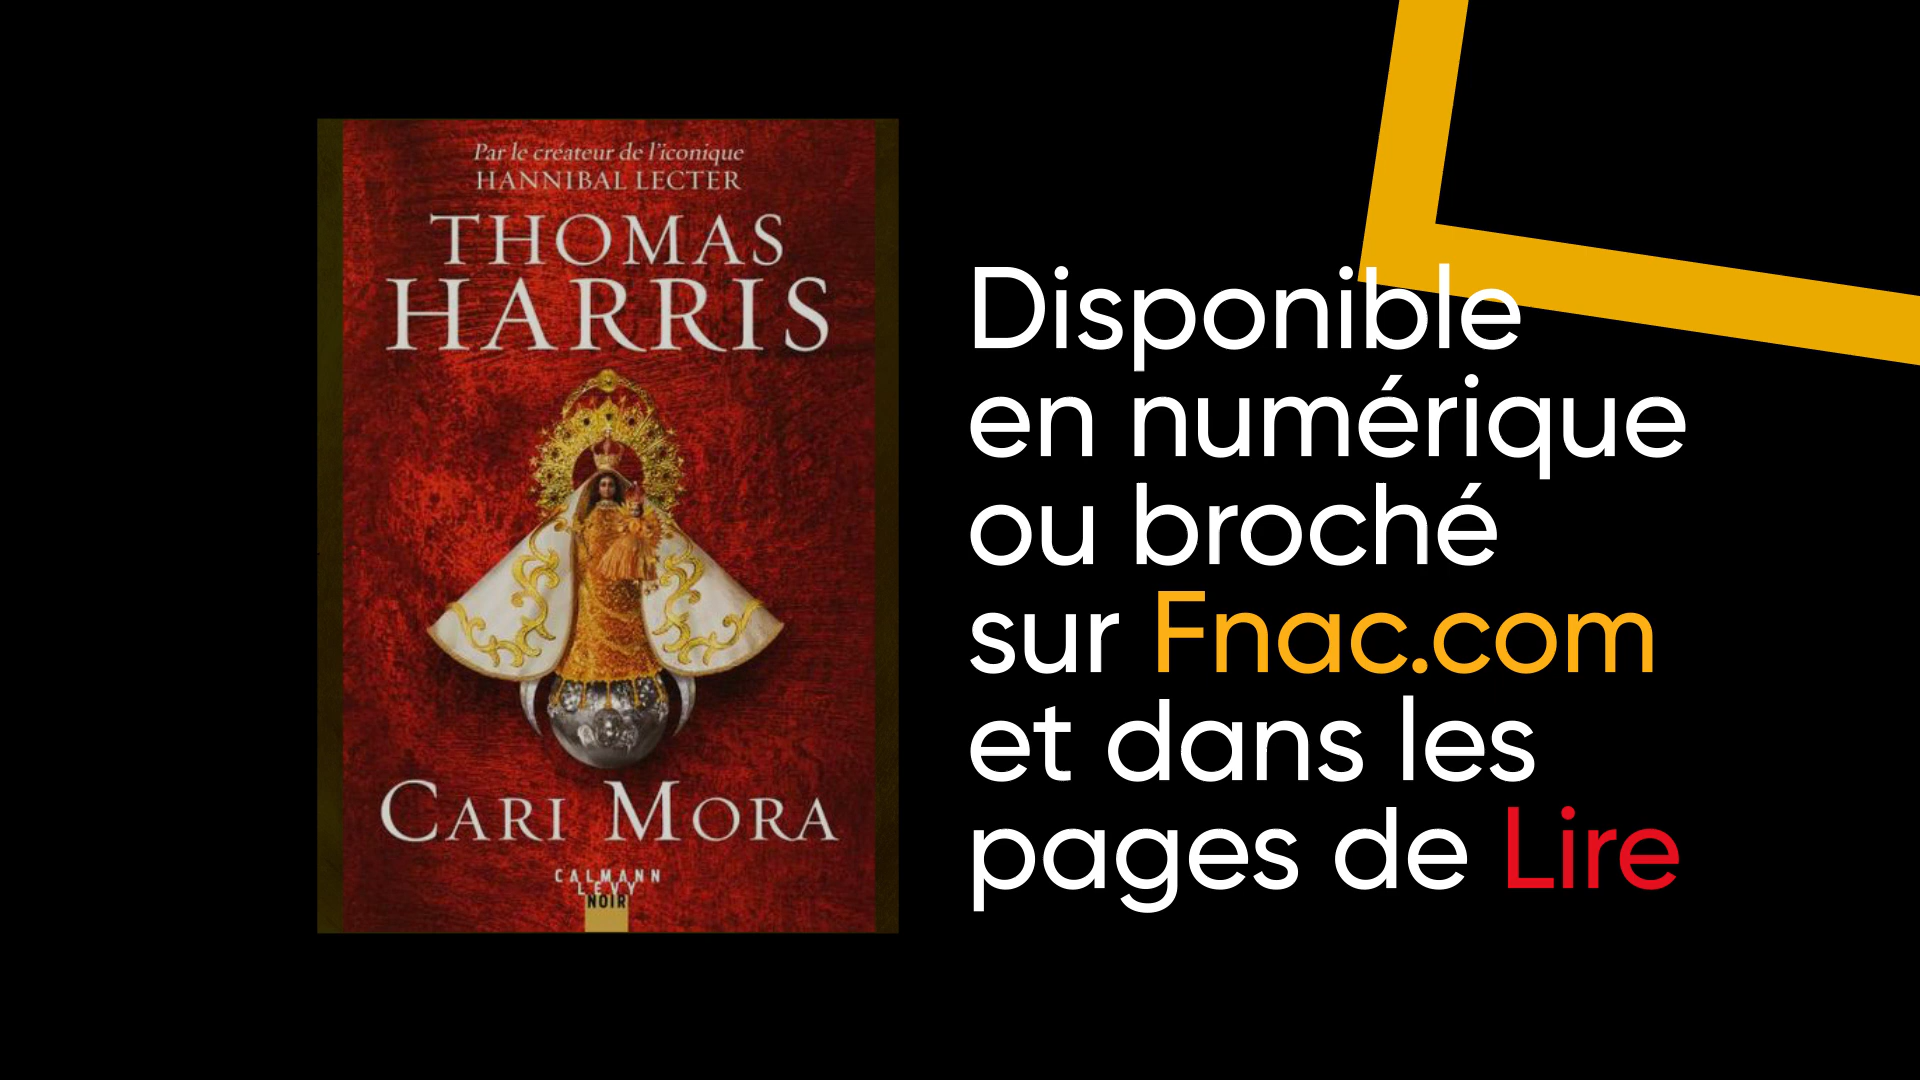 Par le créateur de l'iconique
HANNIBAL LECTER
THOMAS
HARRIS
CARI MORA
CALMANN
LEVY
NOIR
Disponible
en numérique
ou broché
sur Fnac.com
et dans les
pages de Lire